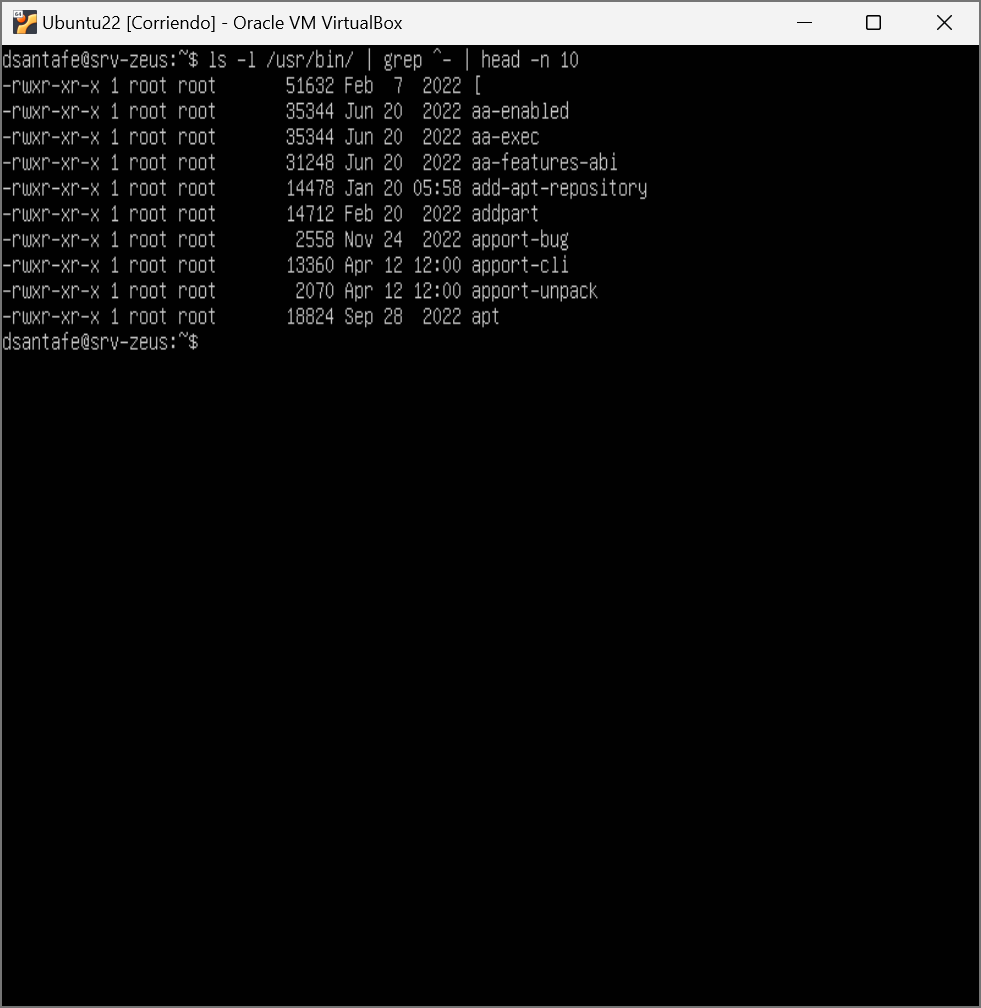 Ubuntu22 [Corriendo] - Oracle VM VirtualBox
dsantafe@srv-zeus:~$ ls -l /usr/bin/ | grep ^- | head -n 10
-rwxr-xr-x 1 root root       51632 Feb  7  2022 [
-rwxr-xr-x 1 root root       35344 Jun 20  2022 aa-enabled
-rwxr-xr-x 1 root root       35344 Jun 20  2022 aa-exec
-rwxr-xr-x 1 root root       31248 Jun 20  2022 aa-features-abi
-rwxr-xr-x 1 root root       14478 Jan 20 05:58 add-apt-repository
-rwxr-xr-x 1 root root       14712 Feb 20  2022 addpart
-rwxr-xr-x 1 root root        2558 Nov 24  2022 apport-bug
-rwxr-xr-x 1 root root       13360 Apr 12 12:00 apport-cli
-rwxr-xr-x 1 root root        2070 Apr 12 12:00 apport-unpack
-rwxr-xr-x 1 root root       18824 Sep 28  2022 apt
dsantafe@srv-zeus:~$